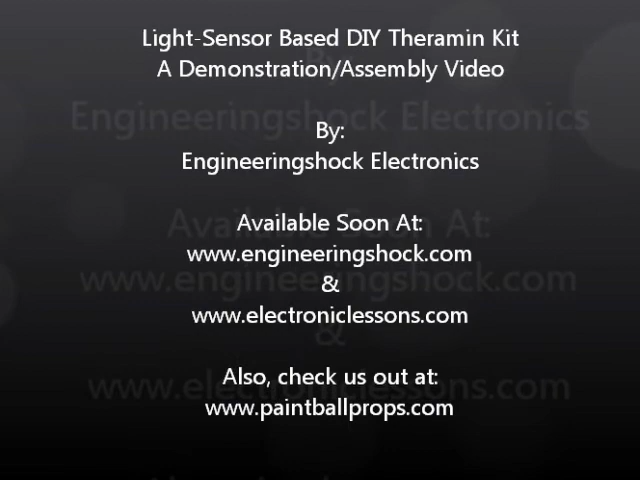 Light-Sensor Based DIY Theramin Kit
A Demonstration/Assembly Video
By:
Engineeringshock Electronics
Available Soon At:
www.engineeringshock.com
&
www.electroniclessons.com
Also, check us out at:
www.paintballprops.com